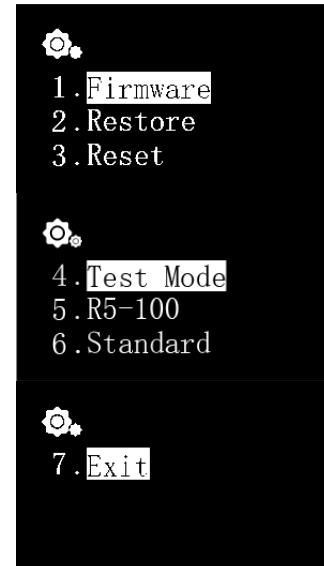 1.Firmware
2.Restore
3.Reset
4.Test Mode
5.R5-100
6.Standard
7.Exit